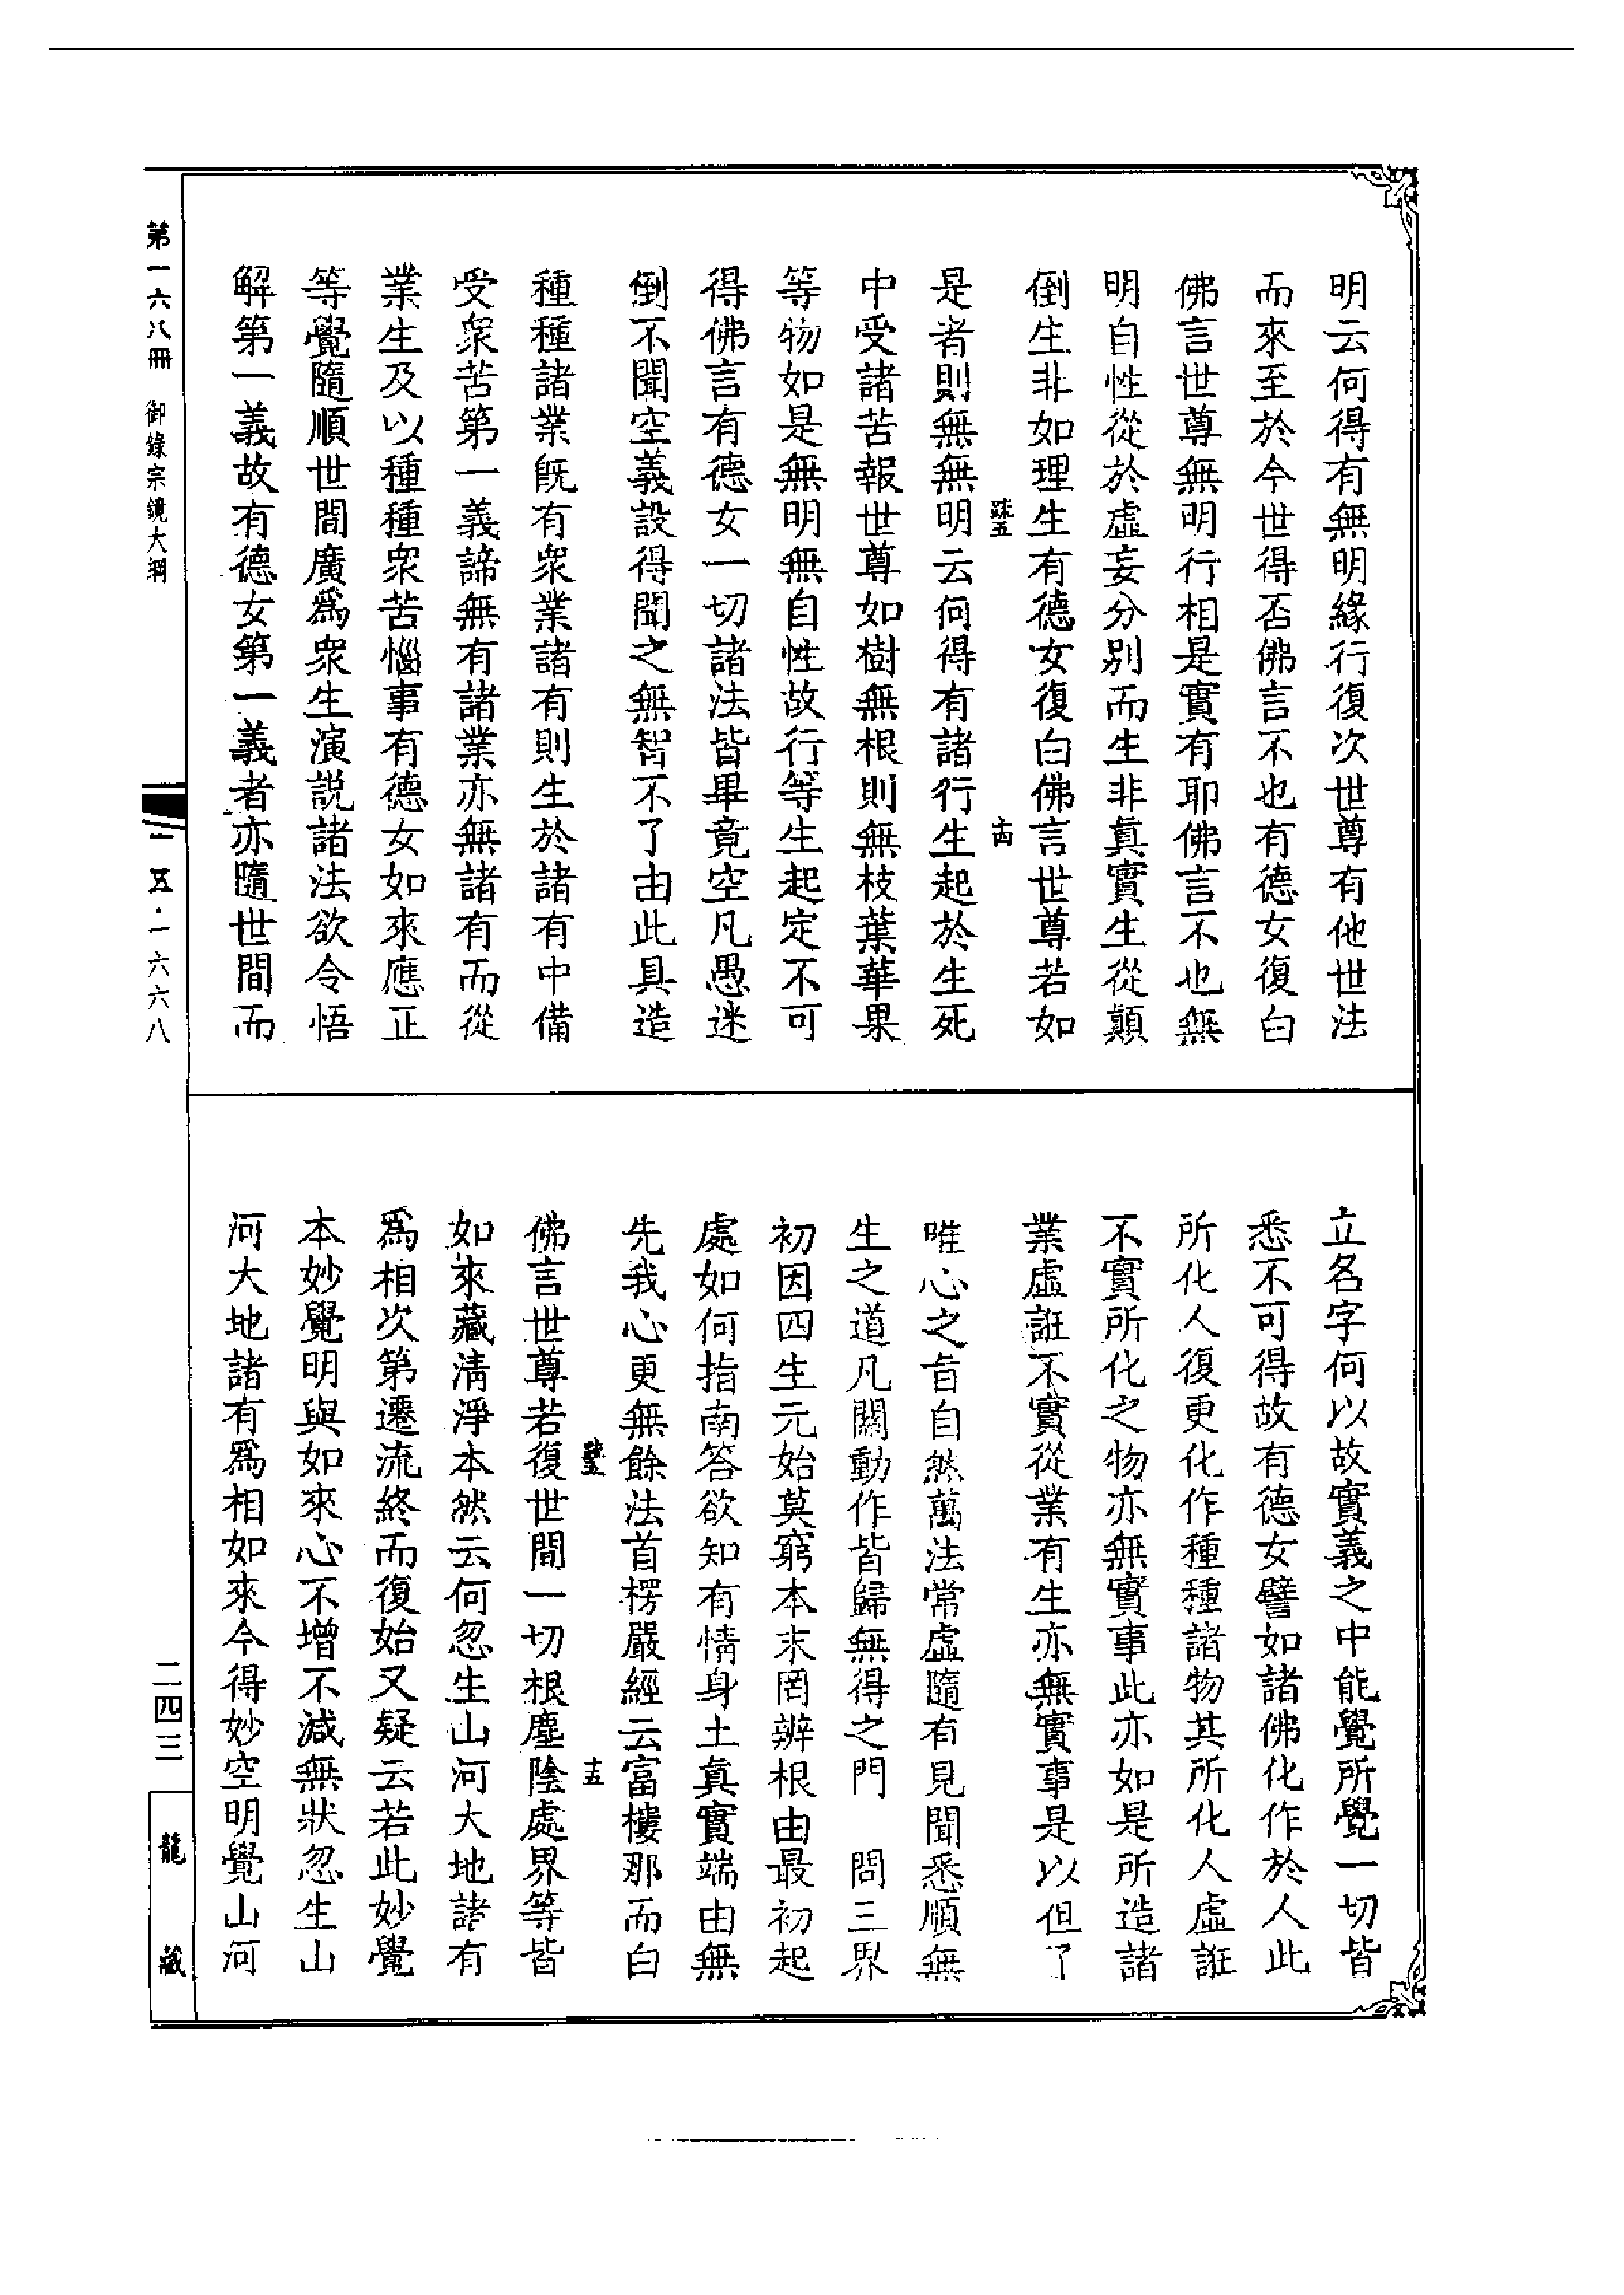 明云何得有無明緣行復次世尊有他世法
而來至於今世得否佛言不也有德女復白
佛言世尊無明行相是實有耶佛言不也無
明自性從於虛妄分別而生非真實生從顛
倒生非如理生有德女復白佛言世尊若如
是者則無無明云何得有諸行生起於生死
中受諸苦報世尊如樹無根則無枝葉華果
等物如是無明無自性故行等生起定不可
得佛言有德女一切諸法皆畢竟空凡愚迷
倒不聞空義設得聞之無智不了由此具造
種種諸業旣有衆業諸有則生於諸有中備
受衆苦第一義諦無有諸業亦無諸有而從
業生及以種種衆苦惱事有德女如來應正
等覺隨順世間廣爲衆生演説諸法欲令悟
解第一義故有德女第一義者亦隨世間而
立名字何以故實義之中能覺所覺一切皆
悉不可得故有德女譬如諸佛化作於人此
所化人復更化作種種諸物其所化人虛誑
不實所化之物亦無實事此亦如是所造諸
業虛誑不實從業有生亦無實事是以但了
唯心之旨自然萬法常虛隨有見聞悉順無
生之道凡關動作皆歸無得之門　問三界
初因四生元始莫窮本末罔辨根由最初起
處如何指南答欲知有情身土真實端由無
先我心更無餘法首楞嚴經云富樓那而白
佛言世尊若復世間一切根塵陰處界等皆
如來藏清淨本然云何忽生山河大地諸有
爲相次第遷流終而復始又疑云若此妙覺
本妙覺明與如來心不增不減無狀忽生山
河大地諸有爲相如來今得妙空明覺山河
第一六八冊　御錄宗鏡大綱
一五·一六六八
二四三
龍藏